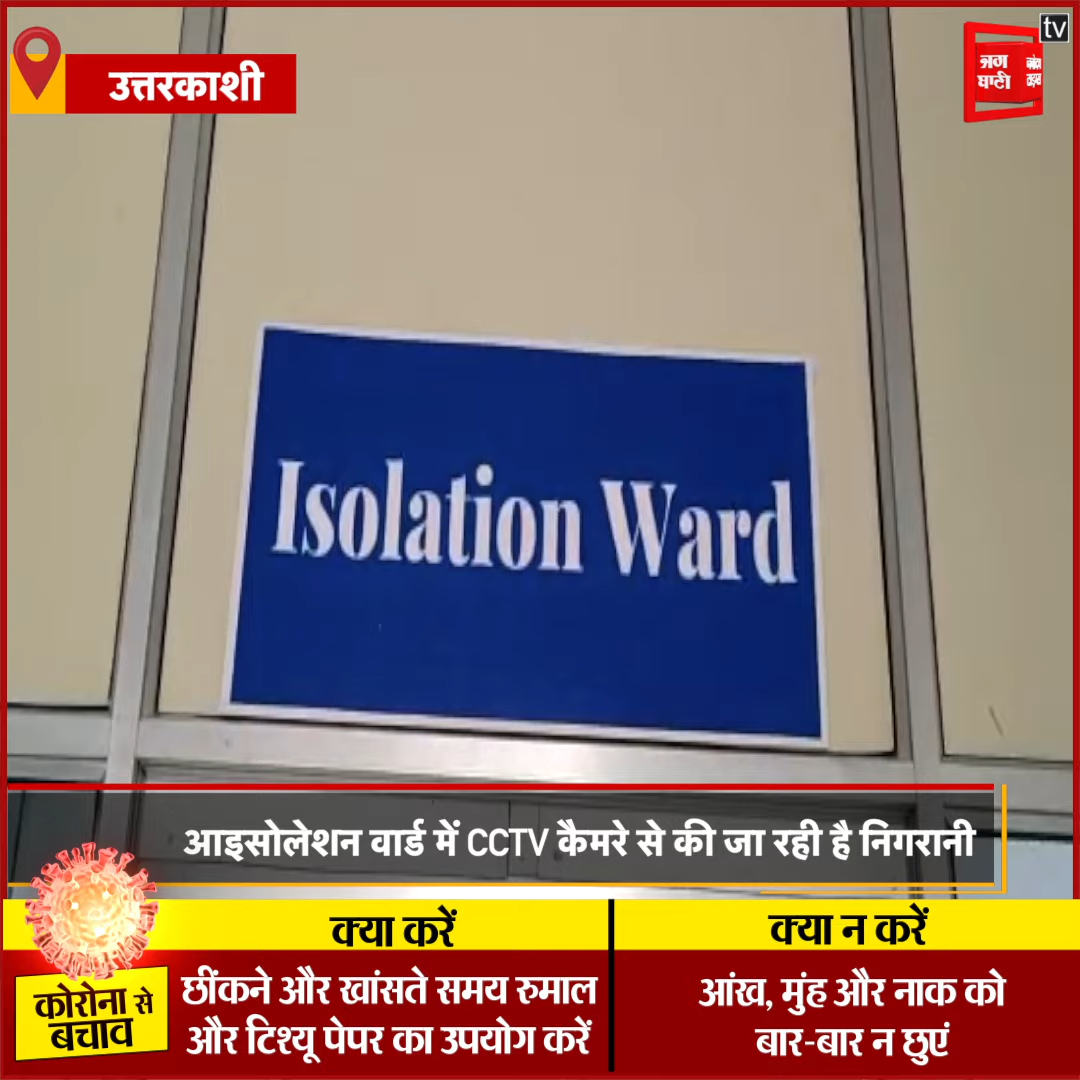 tv
उत्तरकाशी
जग
बाणी
Isolation Ward
आइसोलेशन वार्ड में CCTV कैमरे से की जा रही है निगरानी
क्या करें
क्या न करें
कोरोना से
बचाव
छींकने और खांसते समय रुमाल
और टिश्यू पेपर का उपयोग करें
आंख, मुंह और नाक को
बार-बार न छुएं